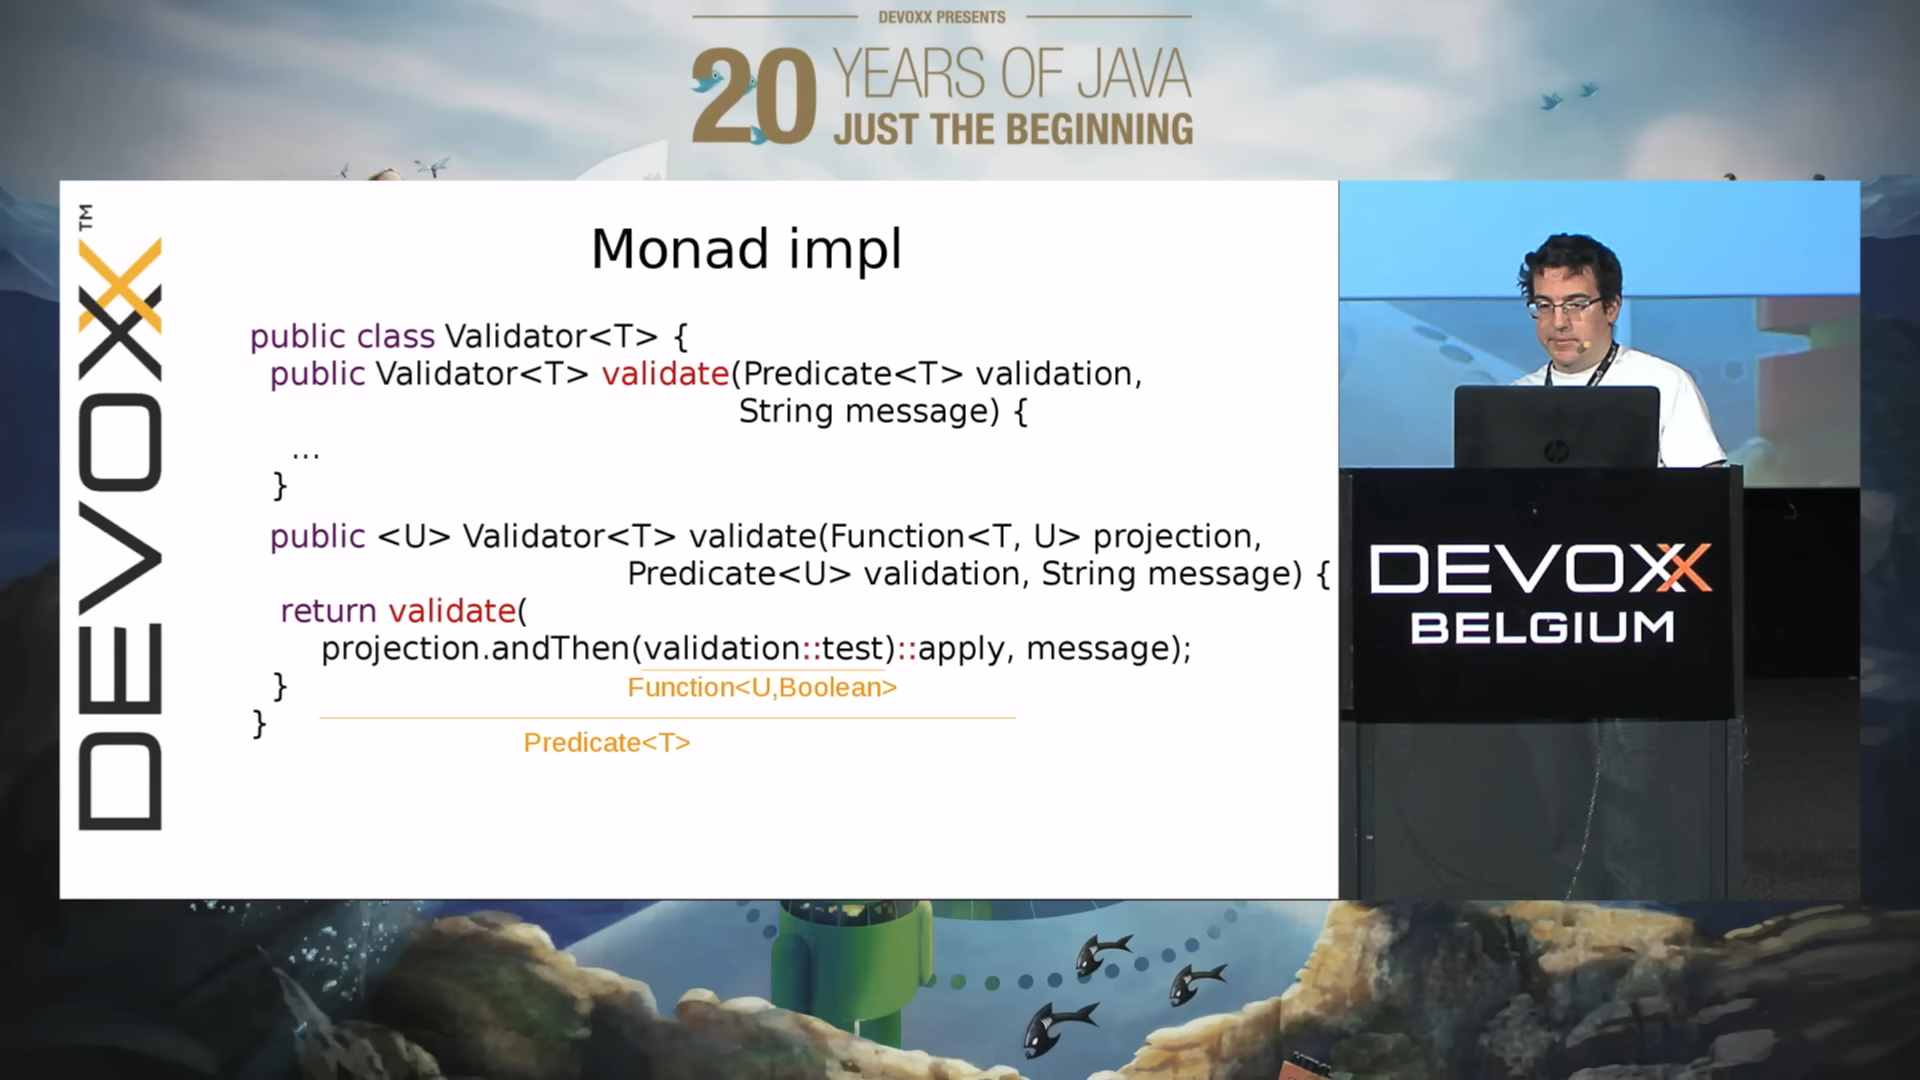 DEVOXX PRESENTS
20 YEARS OF JAVA
JUST THE BEGINNING
DEVOXX™
Monad impl
public class Validator<T> {
public Validator<T> validate(Predicate<T> validation,
String message) {
...
}
public <U> Validator<T> validate(Function<T, U> projection,
Predicate<U> validation, String message) {
return validate(
projection.andThen(validation::test)::apply, message);
}
Function<U,Boolean>
}
Predicate<T>
hp
DEVOXX
BELGIUM